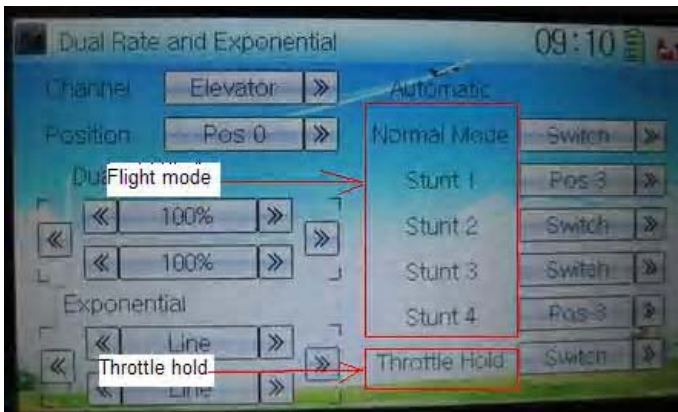 Dual Rate and Exponential 09:10
Channel Elevator Automatic
Position Pos 0 Normal Mode Switch
Flight mode Stunt 1 Pos 3
100% Stunt 2 Switch
100% Stunt 3 Switch
Exponential Stunt 4 Pos 3
Line
Throttle hold Throttle Hold Switch
Line